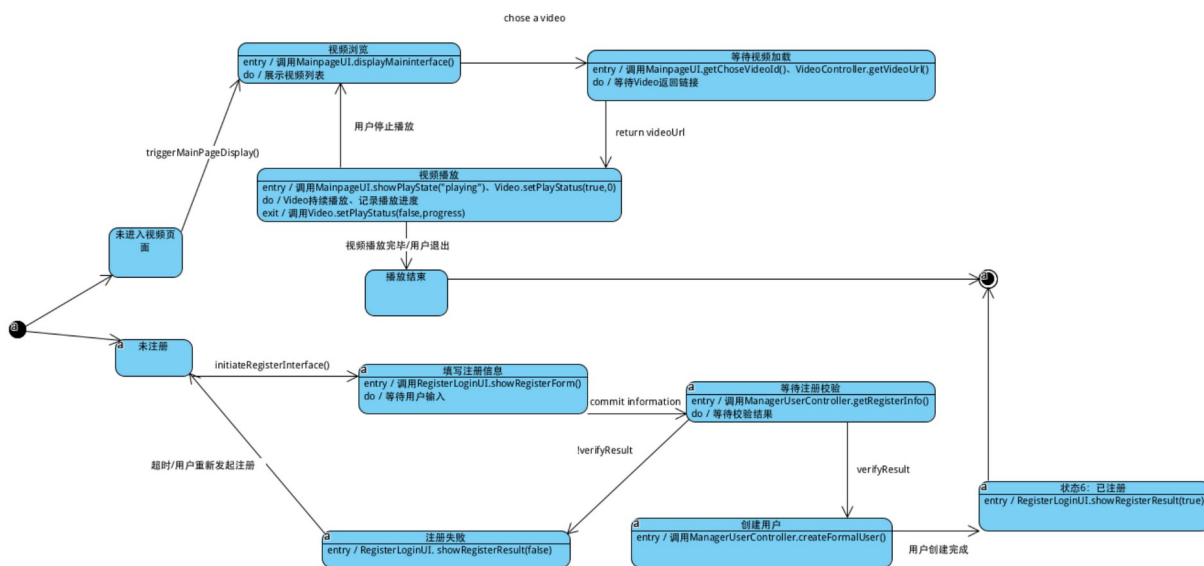 chose a video
视频浏览
entry / 调用MainpageUI.displayMaininterface()
do / 展示视频列表
等待视频加载
entry / 调用MainpageUI.getChoseVideoId()、VideoController.getVideoUrl()
do / 等待Video返回链接
用户停止播放
return videoUrl
triggerMainPageDisplay()
视频播放
entry / 调用MainpageUI.showPlayState("playing")、Video.setPlayStatus(true,0)
do / Video持续播放、记录播放进度
exit / 调用Video.setPlayStatus(false,progress)
未进入视频页
面
视频播放完毕/用户退出
播放结束
a
a
a
未注册
initiateRegisterInterface()
a
填写注册信息
entry / 调用RegisterLoginUI.showRegisterForm()
do / 等待用户输入
commit information
a
等待注册校验
entry / 调用ManagerUserController.getRegisterInfo()
do / 等待校验结果
超时/用户重新发起注册
!verifyResult
verifyResult
a
状态6：已注册
entry / RegisterLoginUI.showRegisterResult(true)
a
注册失败
entry / RegisterLoginUI. showRegisterResult(false)
a
创建用户
entry / 调用ManagerUserController.createFormalUser()
用户创建完成